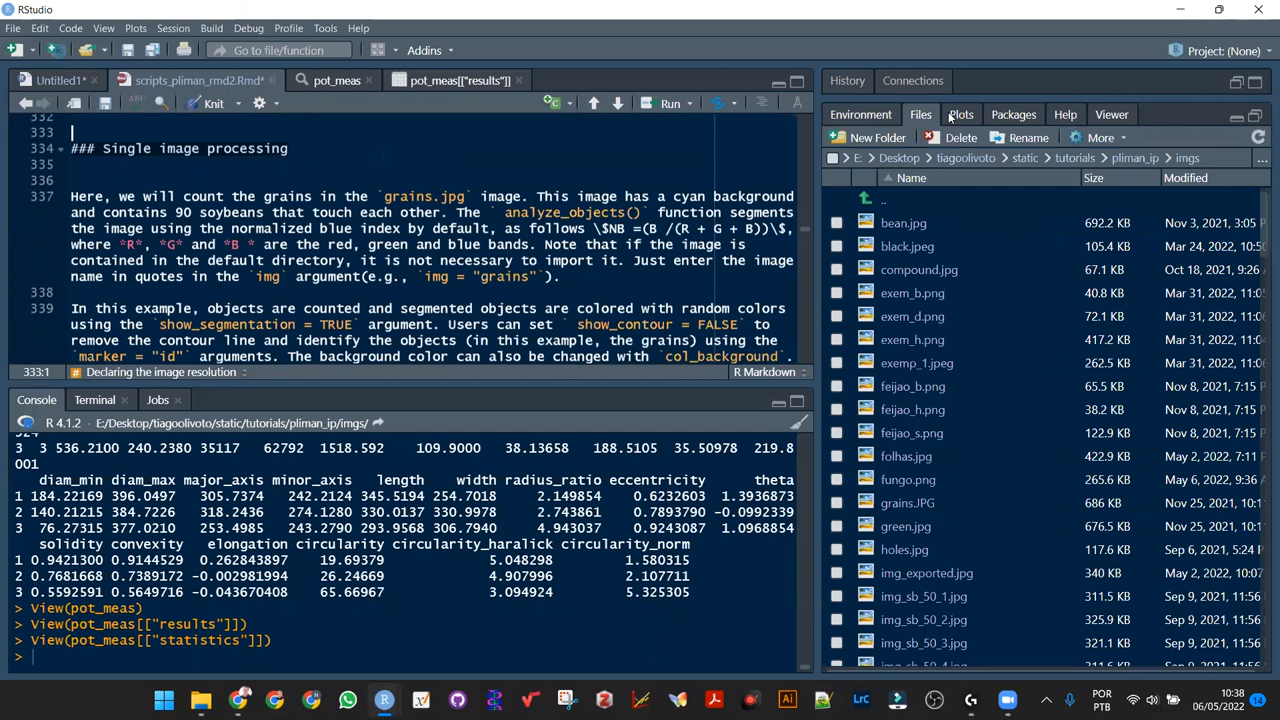 RStudio
File Edit Code View Plots Session Build Debug Profile Tools Help
Go to file/function Addins Project: (None)
Untitled1* scripts_pliman_rmd2.Rmd* pot_meas pot_meas[["results"]]
Knit Run
332
333
334 ### Single image processing
335
336
337 Here, we will count the grains in the `grains.jpg` image. This image has a cyan background
and contains 90 soybeans that touch each other. The ` analyze_objects()` function segments
the image using the normalized blue index by default, as follows \$NB =(B /(R + G + B))\$,
where *R*, *G* and *B * are the red, green and blue bands. Note that if the image is
contained in the default directory, it is not necessary to import it. Just enter the image
name in quotes in the `img` argument(e.g., `img = "grains"`).
338
339 In this example, objects are counted and segmented objects are colored with random colors
using the `show_segmentation = TRUE` argument. Users can set ` show_contour = FALSE` to
remove the contour line and identify the objects (in this example, the grains) using the
`marker = "id"` arguments. The background color can also be changed with `col_background`.
333:1 Declaring the image resolution R Markdown
Console Terminal Jobs
R 4.1.2 E:/Desktop/tiagoolivoto/static/tutorials/pliman_ip/imgs/
3 536.2100 240.2380 35117 62792 1518.592 109.9000 38.13658 188.5105 35.50978 219.8
001
diam_min diam_max major_axis minor_axis length width radius_ratio eccentricity theta
1 184.22169 396.0497 305.7374 242.2124 345.5194 254.7018 2.149854 0.6232603 1.3936873
2 140.21215 384.7228 318.2436 274.1280 330.0137 330.9978 2.743861 0.7893790 -0.0992339
3 76.27315 377.0210 253.4985 243.2790 293.9568 306.7940 4.943037 0.9243087 1.0968854
solidity convexity elongation circularity circularity_haralick circularity_norm
1 0.9421300 0.9144529 0.262843897 19.69379 5.048298 1.580315
2 0.7681668 0.7389172 -0.002981994 26.24669 4.907996 2.107711
3 0.5592591 0.5649716 -0.043670408 65.66967 3.094924 5.325305
> View(pot_meas)
> View(pot_meas[["results"]])
> View(pot_meas[["statistics"]])
>
History Connections
Environment Files Plots Packages Help Viewer
New Folder Delete Rename More
E: Desktop tiagoolivoto static tutorials pliman_ip imgs ...
Name Size Modified
..
bean.jpg 692.2 KB Nov 3, 2021, 3:05
black.jpeg 105.4 KB Mar 24, 2022, 10:50
compound.jpg 67.1 KB Oct 18, 2021, 9:26
exem_b.png 40.8 KB Mar 31, 2022, 11:0
exem_d.png 72.1 KB Mar 31, 2022, 11:0
exem_h.png 417.2 KB Mar 31, 2022, 11:0
exemp_1.jpeg 262.5 KB Mar 31, 2022, 11:0
feijao_b.png 65.5 KB Nov 8, 2021, 7:15
feijao_h.png 38.2 KB Nov 8, 2021, 7:15
feijao_s.png 122.9 KB Nov 8, 2021, 7:15
folhas.jpg 422.9 KB May 2, 2022, 7:11
fungo.png 265.6 KB May 6, 2022, 9:36
grains.JPG 686 KB Nov 25, 2021, 10:1
green.jpg 676.5 KB Nov 25, 2021, 10:1
holes.jpg 117.6 KB Sep 6, 2021, 5:24
img_exported.jpg 340 KB May 2, 2022, 10:07
img_sb_50_1.jpg 311.5 KB Sep 9, 2021,
img_sb_50_2.jpg 325.9 KB Sep 9, 2021,
img_sb_50_3.jpg 321.1 KB Sep 9, 2021,
POR
PTB
10:38
06/05/2022